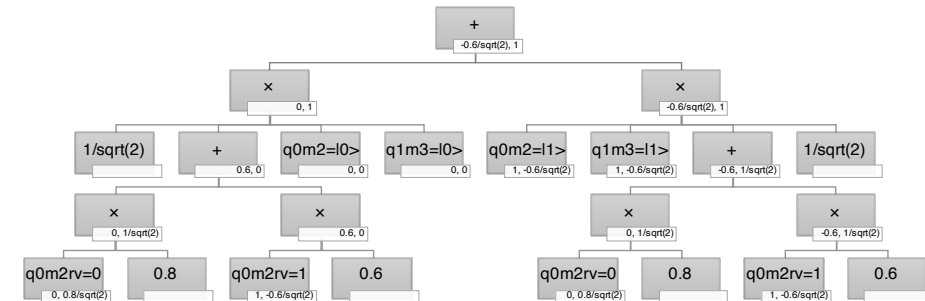 +
-0.6/sqrt(2), 1
×
0, 1
×
-0.6/sqrt(2), 1
1/sqrt(2)
+
0.6, 0
q0m2=|0>
0, 0
q1m3=|0>
0, 0
q0m2=|1>
1, -0.6/sqrt(2)
q1m3=|1>
1, -0.6/sqrt(2)
+
-0.6, 1/sqrt(2)
1/sqrt(2)
×
0, 1/sqrt(2)
×
0.6, 0
×
0, 1/sqrt(2)
×
-0.6, 1/sqrt(2)
q0m2rv=0
0, 0.8/sqrt(2)
0.8
q0m2rv=1
1, -0.6/sqrt(2)
0.6
q0m2rv=0
0, 0.8/sqrt(2)
0.8
q0m2rv=1
1, -0.6/sqrt(2)
0.6